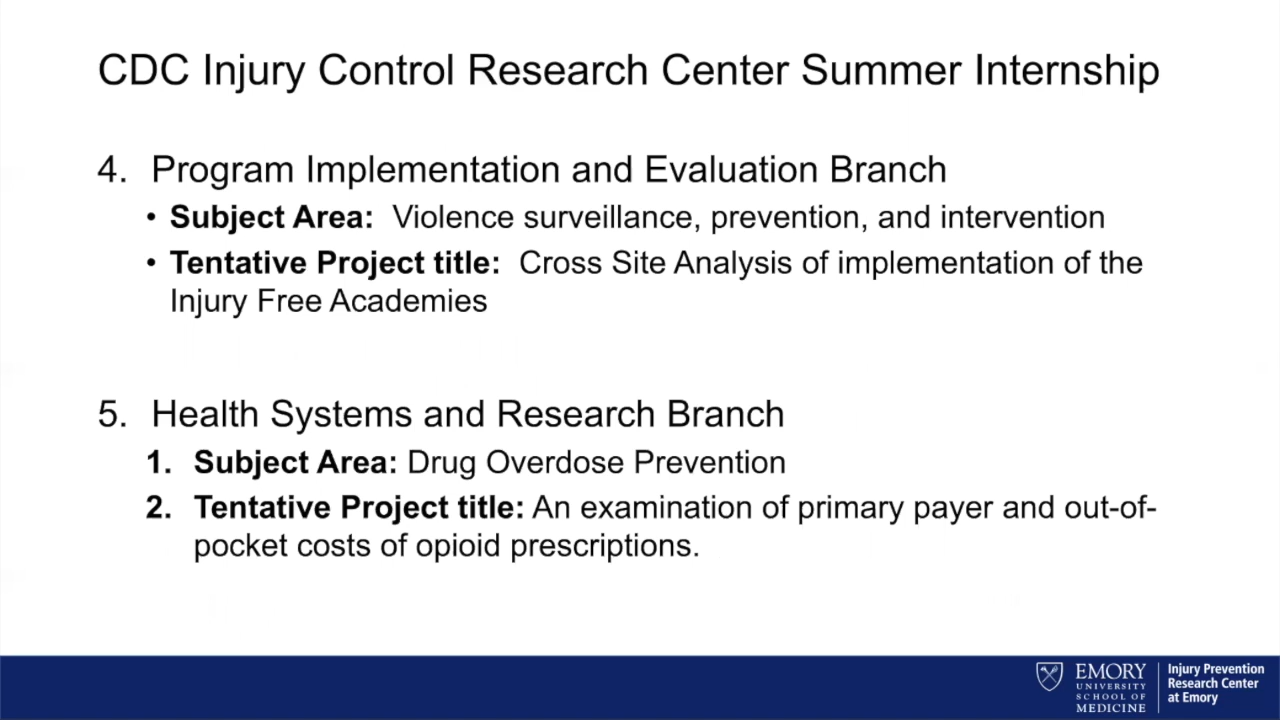 CDC Injury Control Research Center Summer Internship
4. Program Implementation and Evaluation Branch
• Subject Area: Violence surveillance, prevention, and intervention
• Tentative Project title: Cross Site Analysis of implementation of the
Injury Free Academies
5. Health Systems and Research Branch
1. Subject Area: Drug Overdose Prevention
2. Tentative Project title: An examination of primary payer and out-of-
pocket costs of opioid prescriptions.
EMORY
UNIVERSITY
SCHOOL OF
MEDICINE
Injury Prevention
Research Center
at Emory